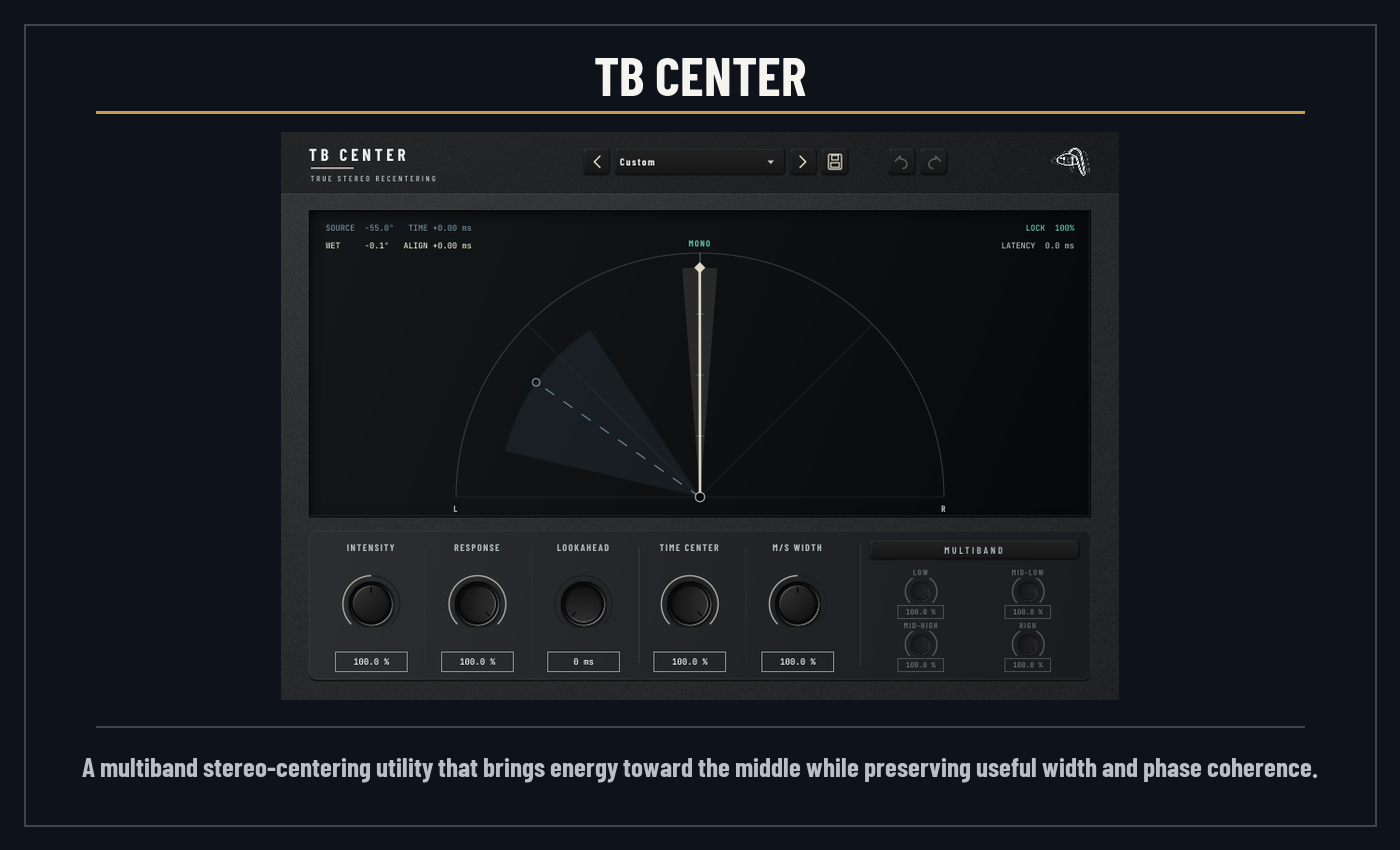 TB CENTER
TB CENTER
TRUE STEREO RECENTERING
Custom
SOURCE -55.0° TIME +0.00 ms
WET -0.1° ALIGN +0.00 ms
LOCK 100%
LATENCY 0.0 ms
MONO
L
R
INTENSITY
RESPONSE
LOOKAHEAD
TIME CENTER
M/S WIDTH
100.0 %
100.0 %
0 ms
100.0 %
100.0 %
MULTIBAND
LOW
MID-LOW
100.0 %
100.0 %
MID-HIGH
HIGH
100.0 %
100.0 %
A multiband stereo-centering utility that brings energy toward the middle while preserving useful width and phase coherence.